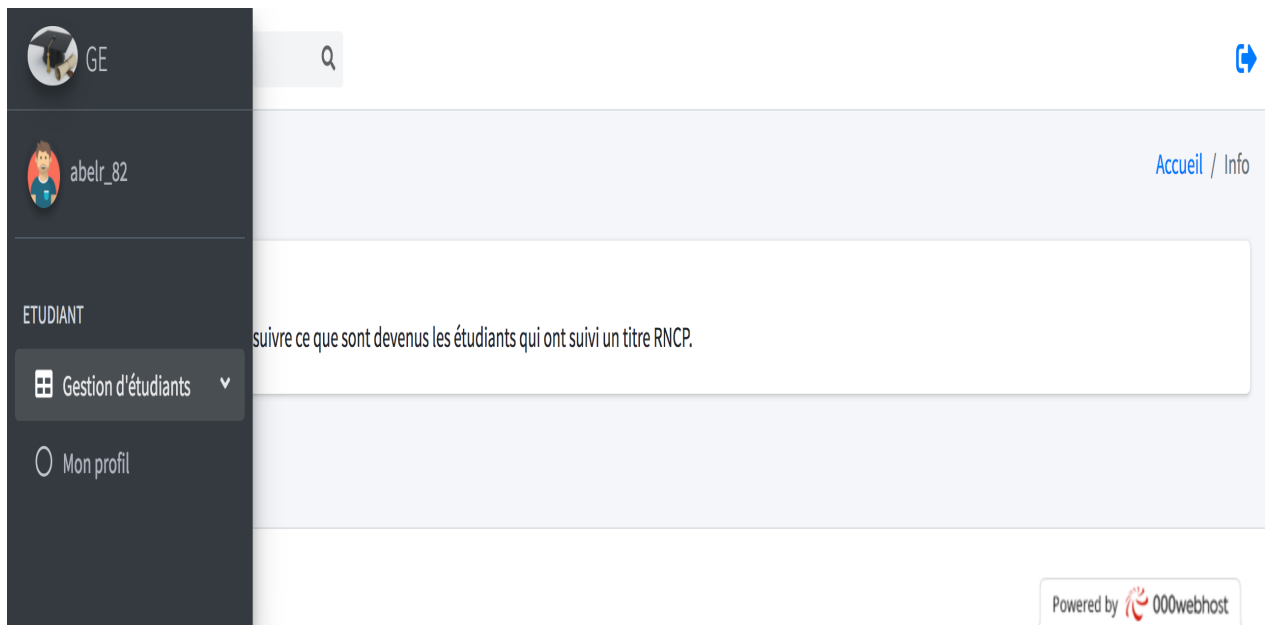 GE
abelr_82
Accueil / Info
ETUDIANT
suivre ce que sont devenus les étudiants qui ont suivi un titre RNCP.
Gestion d'étudiants
Mon profil
Powered by 000webhost